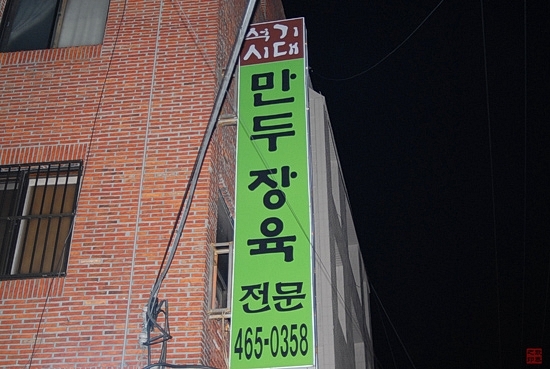 석기
시대
만두장육
전문
465-0358